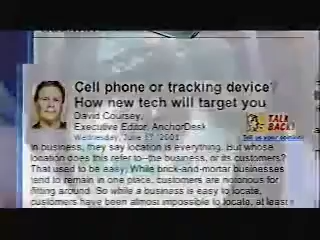 Cell phone or tracking device?
How new tech will target you
David Coursey,
Executive Editor, AnchorDesk
Wednesday, June 27, 2001
TALK BACK!
Tell us your opinion!
In business, they say location is everything. But whose
location does this refer to--the business, or its customers?
That used to be easy: While brick-and-mortar businesses
tend to remain in one place, customers are notorious for
flitting around. So while a business is easy to locate,
customers have been almost impossible to locate, at least